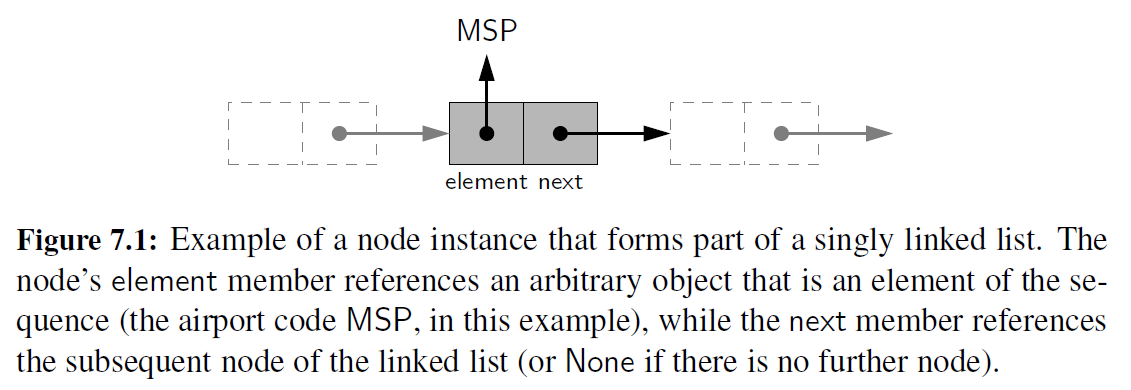 MSP
element next
Figure 7.1: Example of a node instance that forms part of a singly linked list. The
node's element member references an arbitrary object that is an element of the se-
quence (the airport code MSP, in this example), while the next member references
the subsequent node of the linked list (or None if there is no further node).